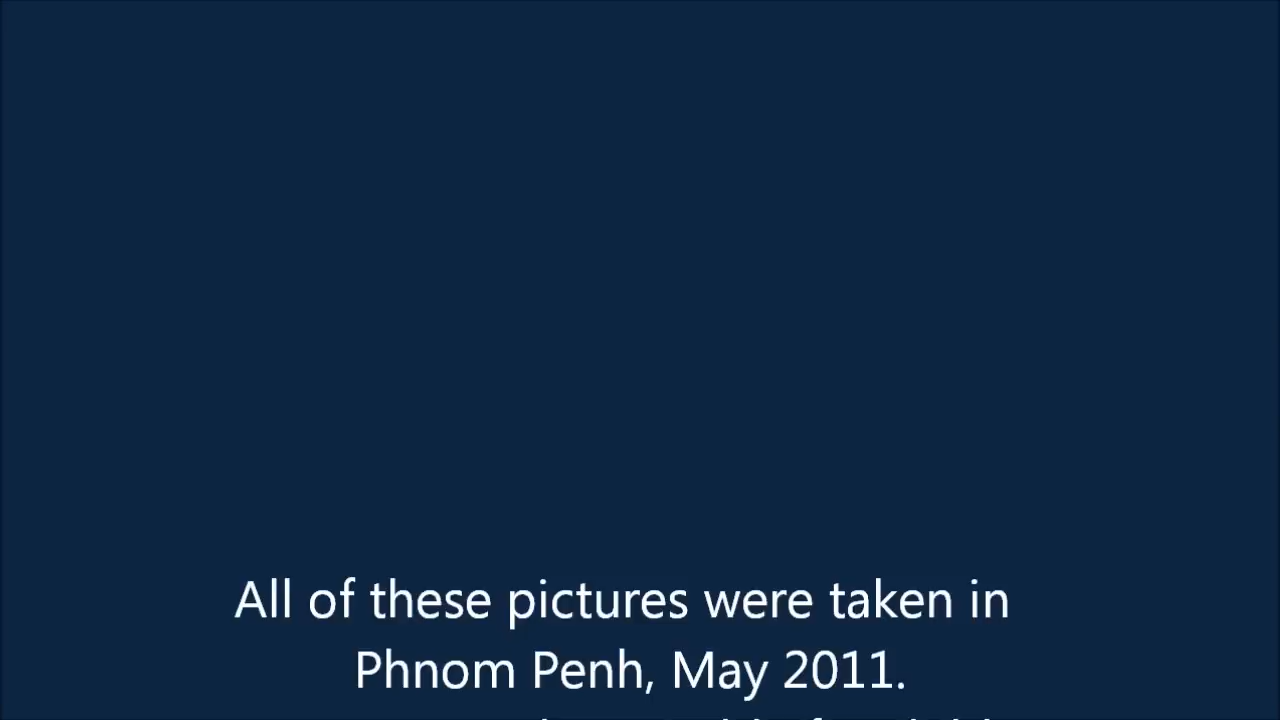 All of these pictures were taken in
Phnom Penh, May 2011.